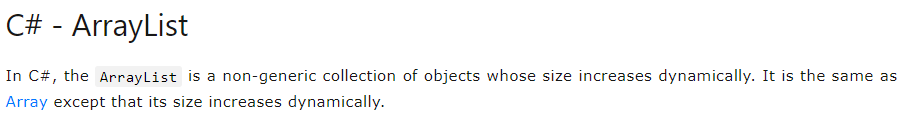 C# - ArrayList
In C#, the ArrayList is a non-generic collection of objects whose size increases dynamically. It is the same as
Array except that its size increases dynamically.